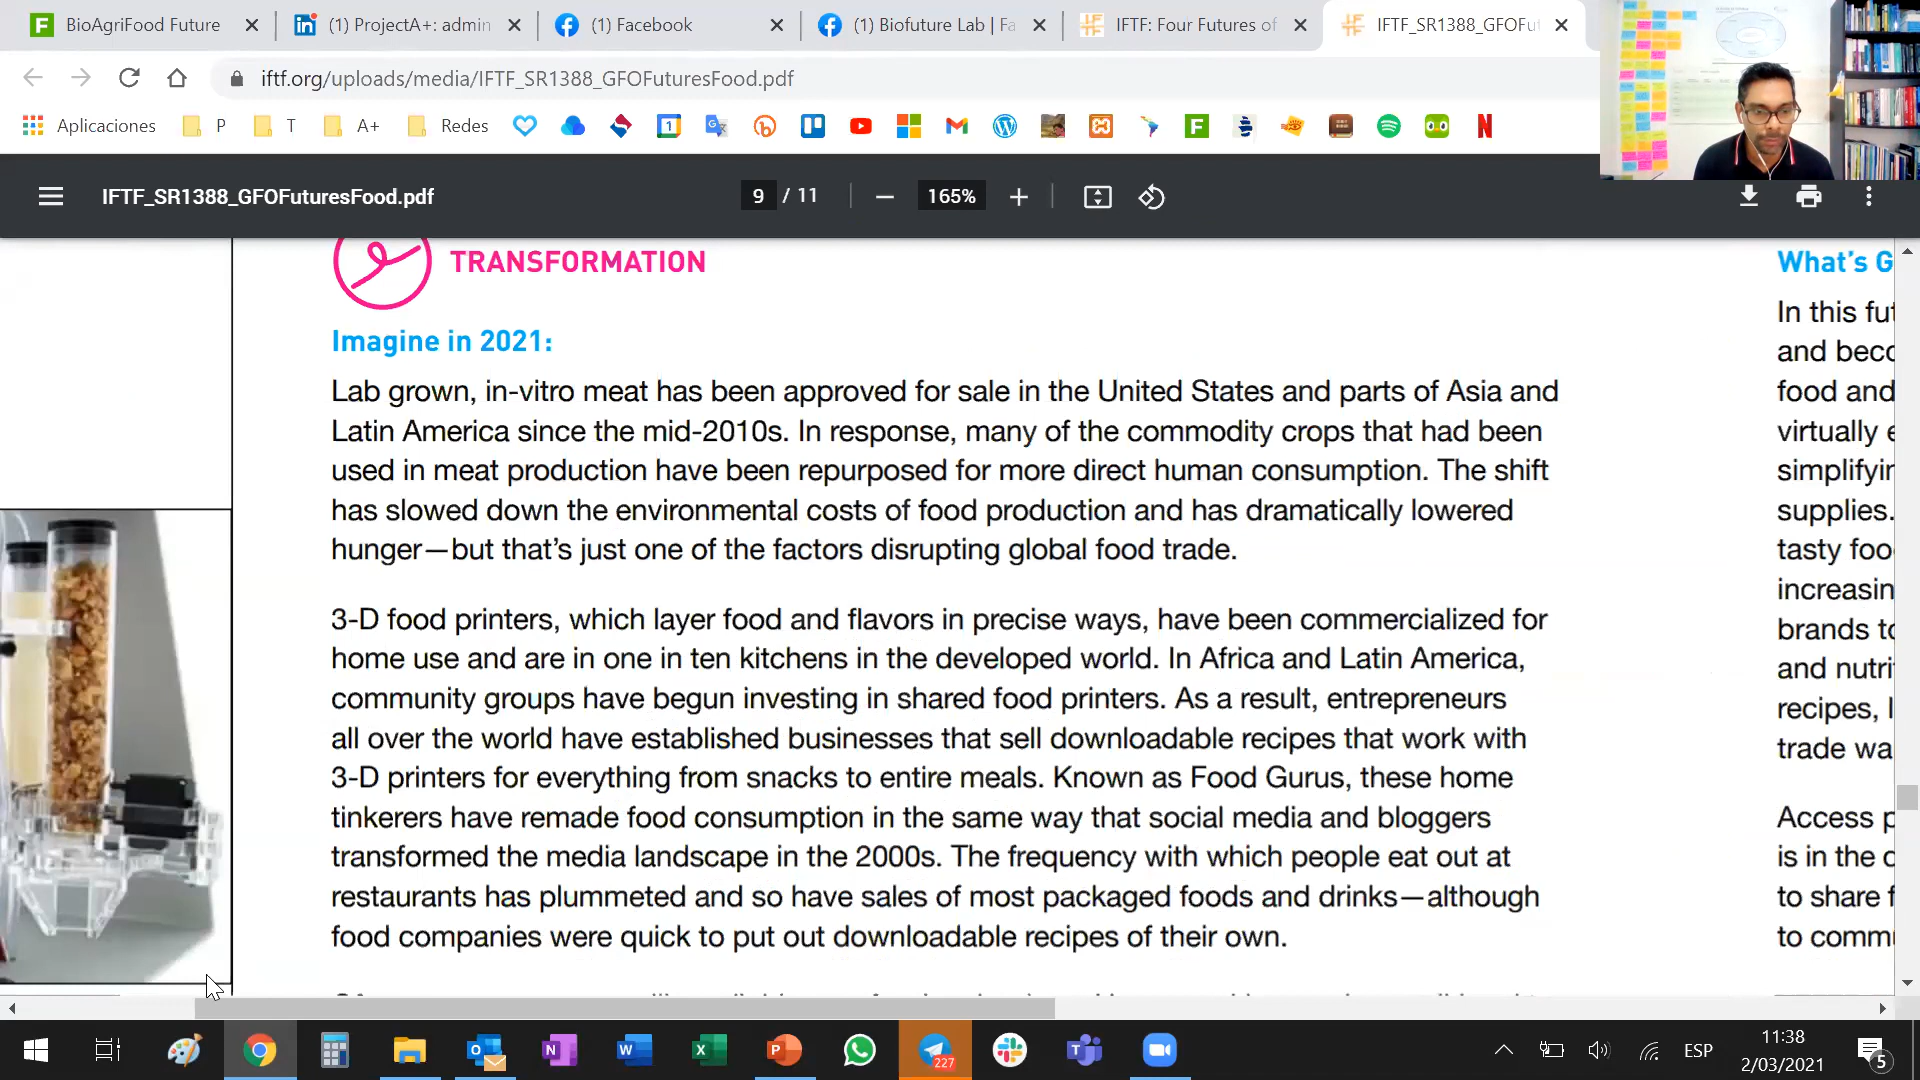 BioAgriFood Future
(1) ProjectA+: admin
(1) Facebook
(1) Biofuture Lab | Fa
IFTF: Four Futures of
IFTF_SR1388_GFOFut
iftf.org/uploads/media/IFTF_SR1388_GFOFuturesFood.pdf
Aplicaciones P T A+ Redes
IFTF_SR1388_GFOFuturesFood.pdf
9 / 11
165%
TRANSFORMATION
Imagine in 2021:
Lab grown, in-vitro meat has been approved for sale in the United States and parts of Asia and
Latin America since the mid-2010s. In response, many of the commodity crops that had been
used in meat production have been repurposed for more direct human consumption. The shift
has slowed down the environmental costs of food production and has dramatically lowered
hunger—but that's just one of the factors disrupting global food trade.
3-D food printers, which layer food and flavors in precise ways, have been commercialized for
home use and are in one in ten kitchens in the developed world. In Africa and Latin America,
community groups have begun investing in shared food printers. As a result, entrepreneurs
all over the world have established businesses that sell downloadable recipes that work with
3-D printers for everything from snacks to entire meals. Known as Food Gurus, these home
tinkerers have remade food consumption in the same way that social media and bloggers
transformed the media landscape in the 2000s. The frequency with which people eat out at
restaurants has plummeted and so have sales of most packaged foods and drinks—although
food companies were quick to put out downloadable recipes of their own.
What's G
In this fut
and beco
food and
virtually e
simplifyin
supplies.
tasty foo
increasin
brands to
and nutri
recipes, l
trade wa
Access p
is in the c
to share f
to comm
227
ESP
11:38
2/03/2021
5